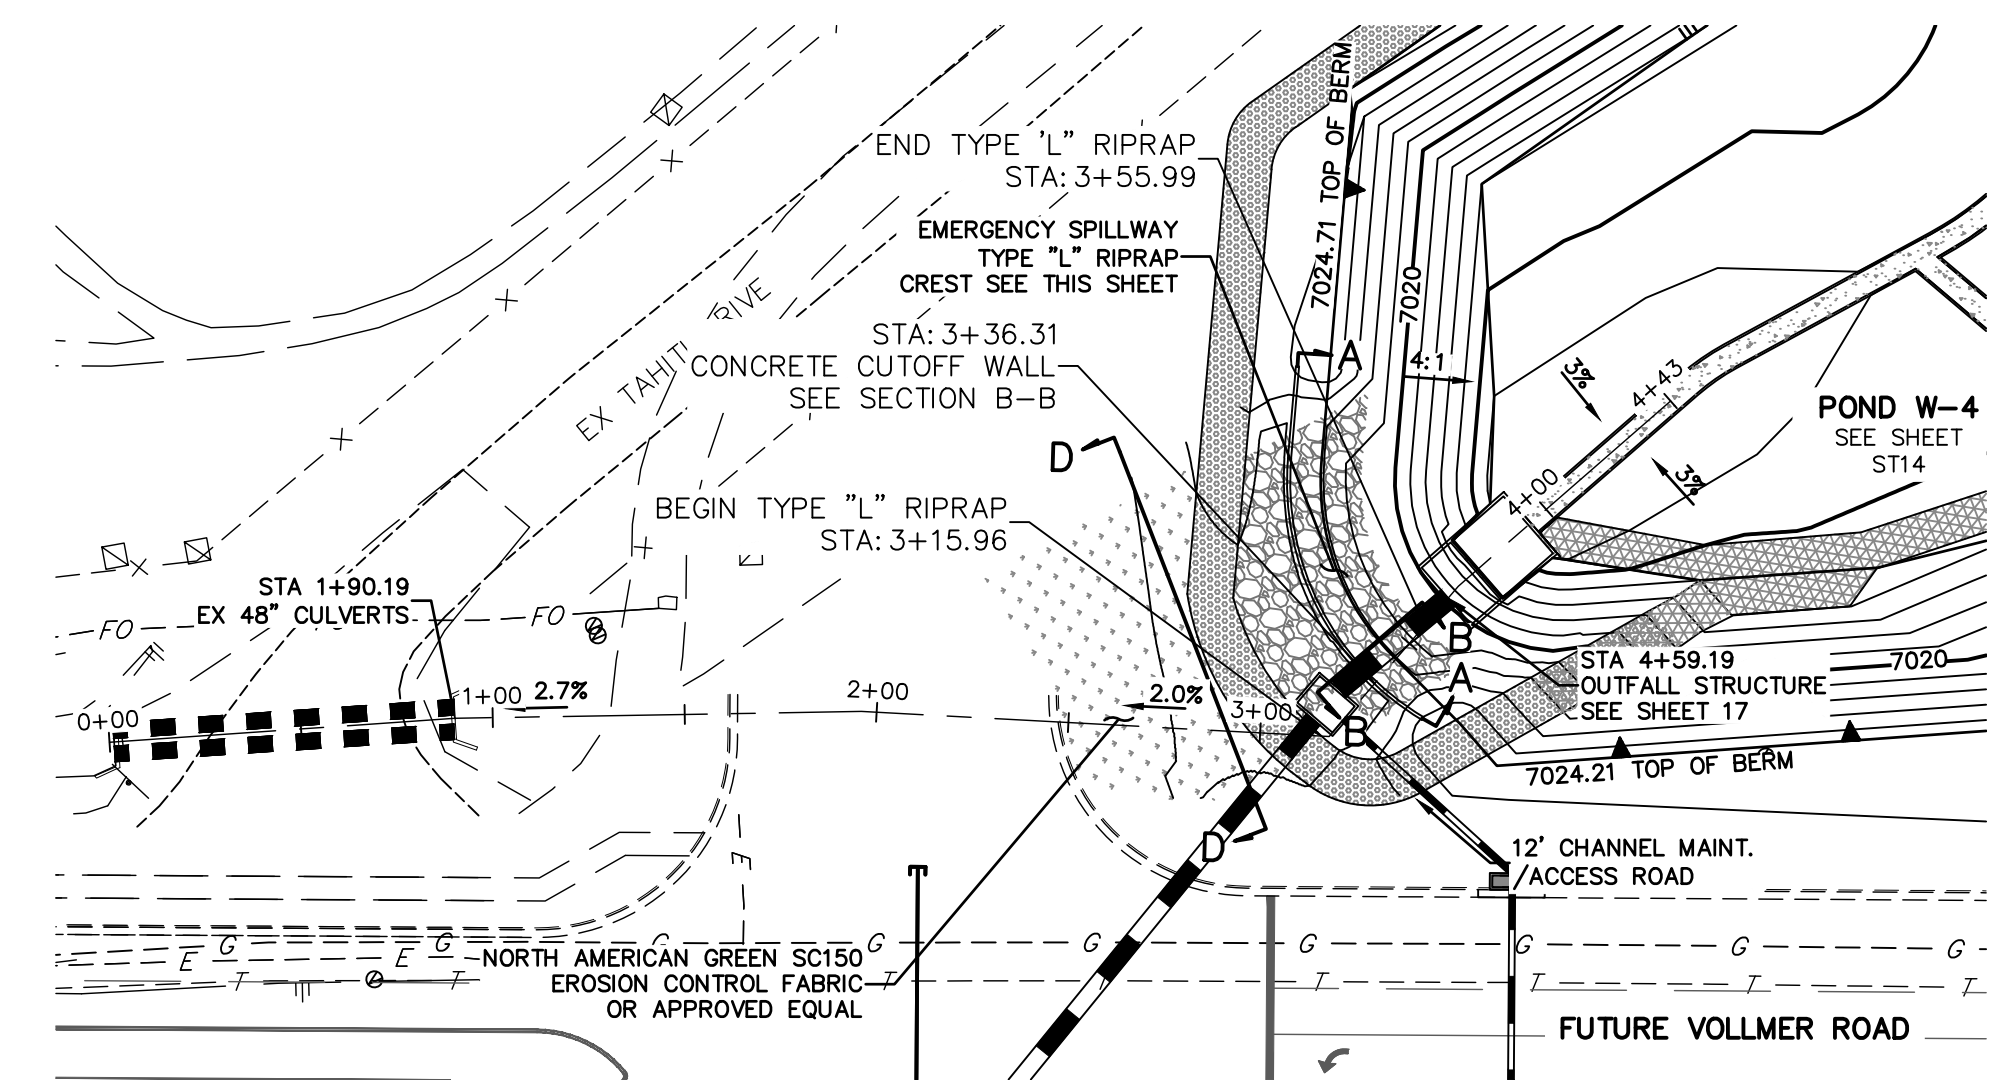 END TYPE 'L" RIPRAP
STA: 3+55.99
EMERGENCY SPILLWAY
TYPE "L" RIPRAP
CREST SEE THIS SHEET
STA: 3+36.31
CONCRETE CUTOFF WALL
SEE SECTION B-B
7024.71 TOP OF BERM
7020
A
4:1
3%
4+43
POND W-4
SEE SHEET
ST14
3%
4+00
EX TAHITI
RIVE
D
BEGIN TYPE "L" RIPRAP
STA: 3+15.96
STA 1+90.19
EX 48" CULVERTS
FO
FO
0+00
1+00
2.7%
2+00
2.0%
3+00
B
A
B
STA 4+59.19
OUTFALL STRUCTURE
SEE SHEET 17
7020
7024.21 TOP OF BERM
D
12' CHANNEL MAINT.
/ACCESS ROAD
E
G
G
G
G
G
G
G
G
E
E
NORTH AMERICAN GREEN SC150
EROSION CONTROL FABRIC
OR APPROVED EQUAL
T
T
T
T
T
T
T
FUTURE VOLLMER ROAD